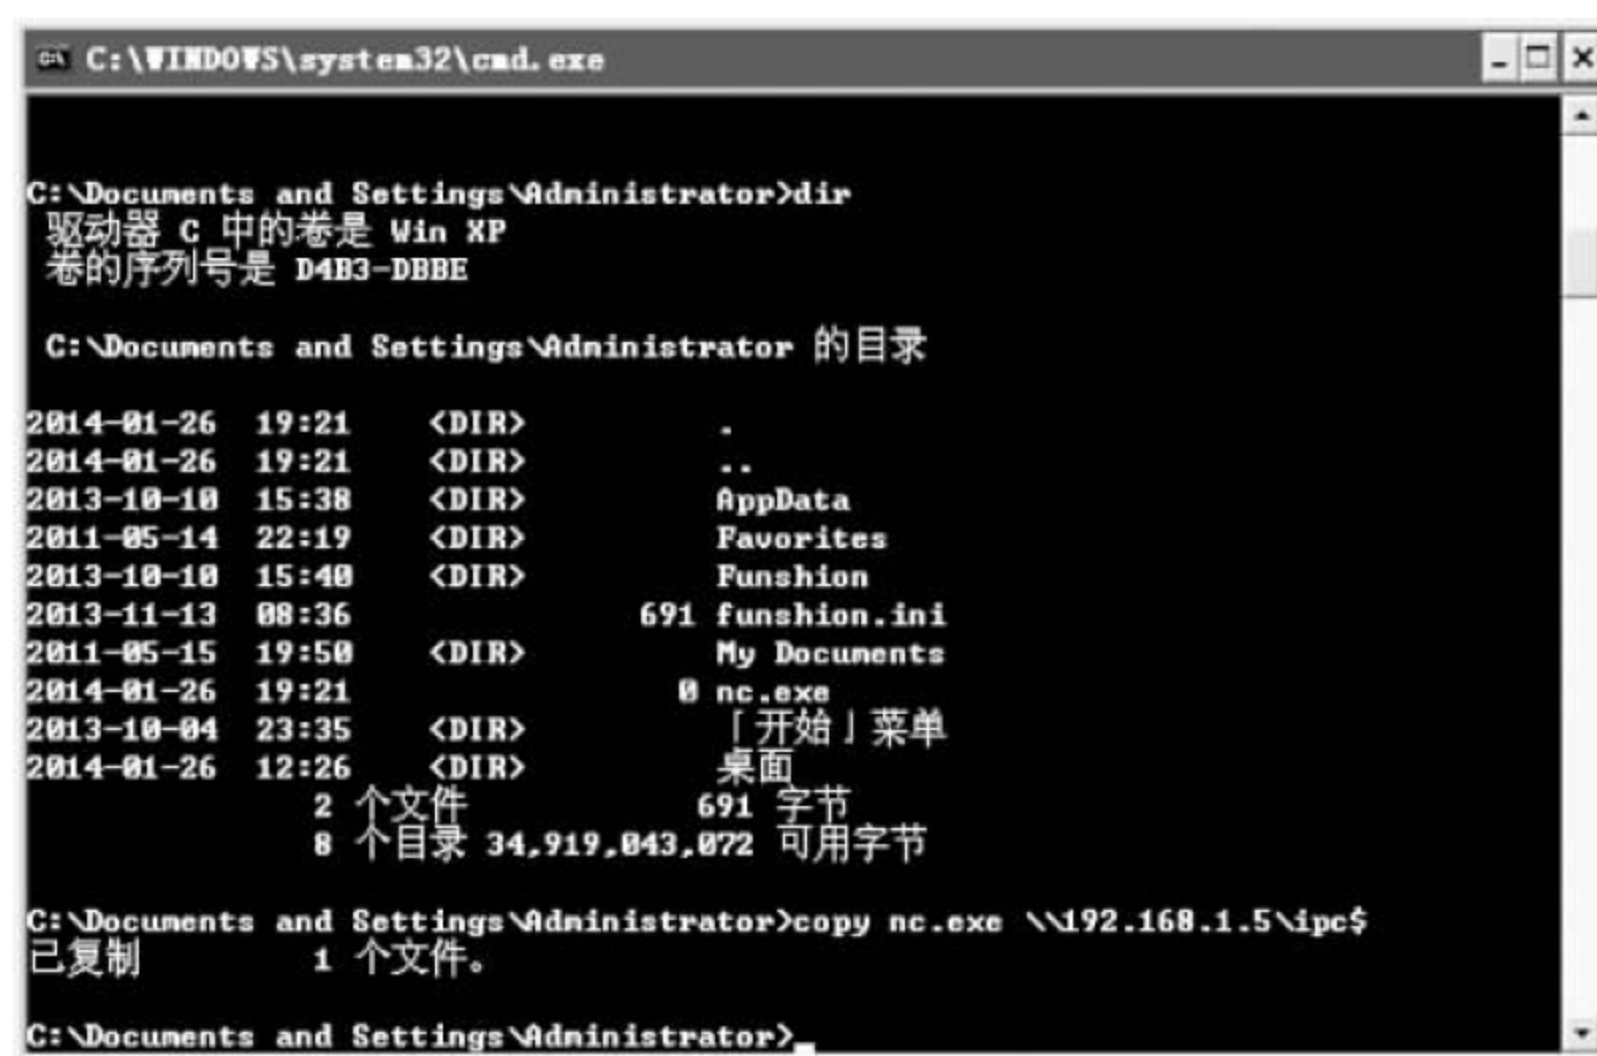 C:\WINDOWS\system32\cmd.exe
C:\Documents and Settings\Administrator>dir
驱动器 C 中的卷是 Win XP
卷的序列号是 D4B3-DBBE
C:\Documents and Settings\Administrator 的目录
2014-01-26 19:21 <DIR> .
2014-01-26 19:21 <DIR> ..
2013-10-10 15:38 <DIR> AppData
2011-05-14 22:19 <DIR> Favorites
2013-10-10 15:40 <DIR> Funshion
2013-11-13 08:36 691 funshion.ini
2011-05-15 19:50 <DIR> My Documents
2014-01-26 19:21 0 nc.exe
2013-10-04 23:35 <DIR> 「开始」菜单
2014-01-26 12:26 <DIR> 桌面
2 个文件 691 字节
8 个目录 34,919,043,072 可用字节
C:\Documents and Settings\Administrator>copy nc.exe \\192.168.1.5\ipc$
已复制 1 个文件。
C:\Documents and Settings\Administrator>